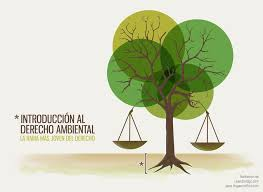 * INTRODUCCIÓN AL
DERECHO AMBIENTAL
LA RAMA MÁS JOVEN DEL DERECHO
*[